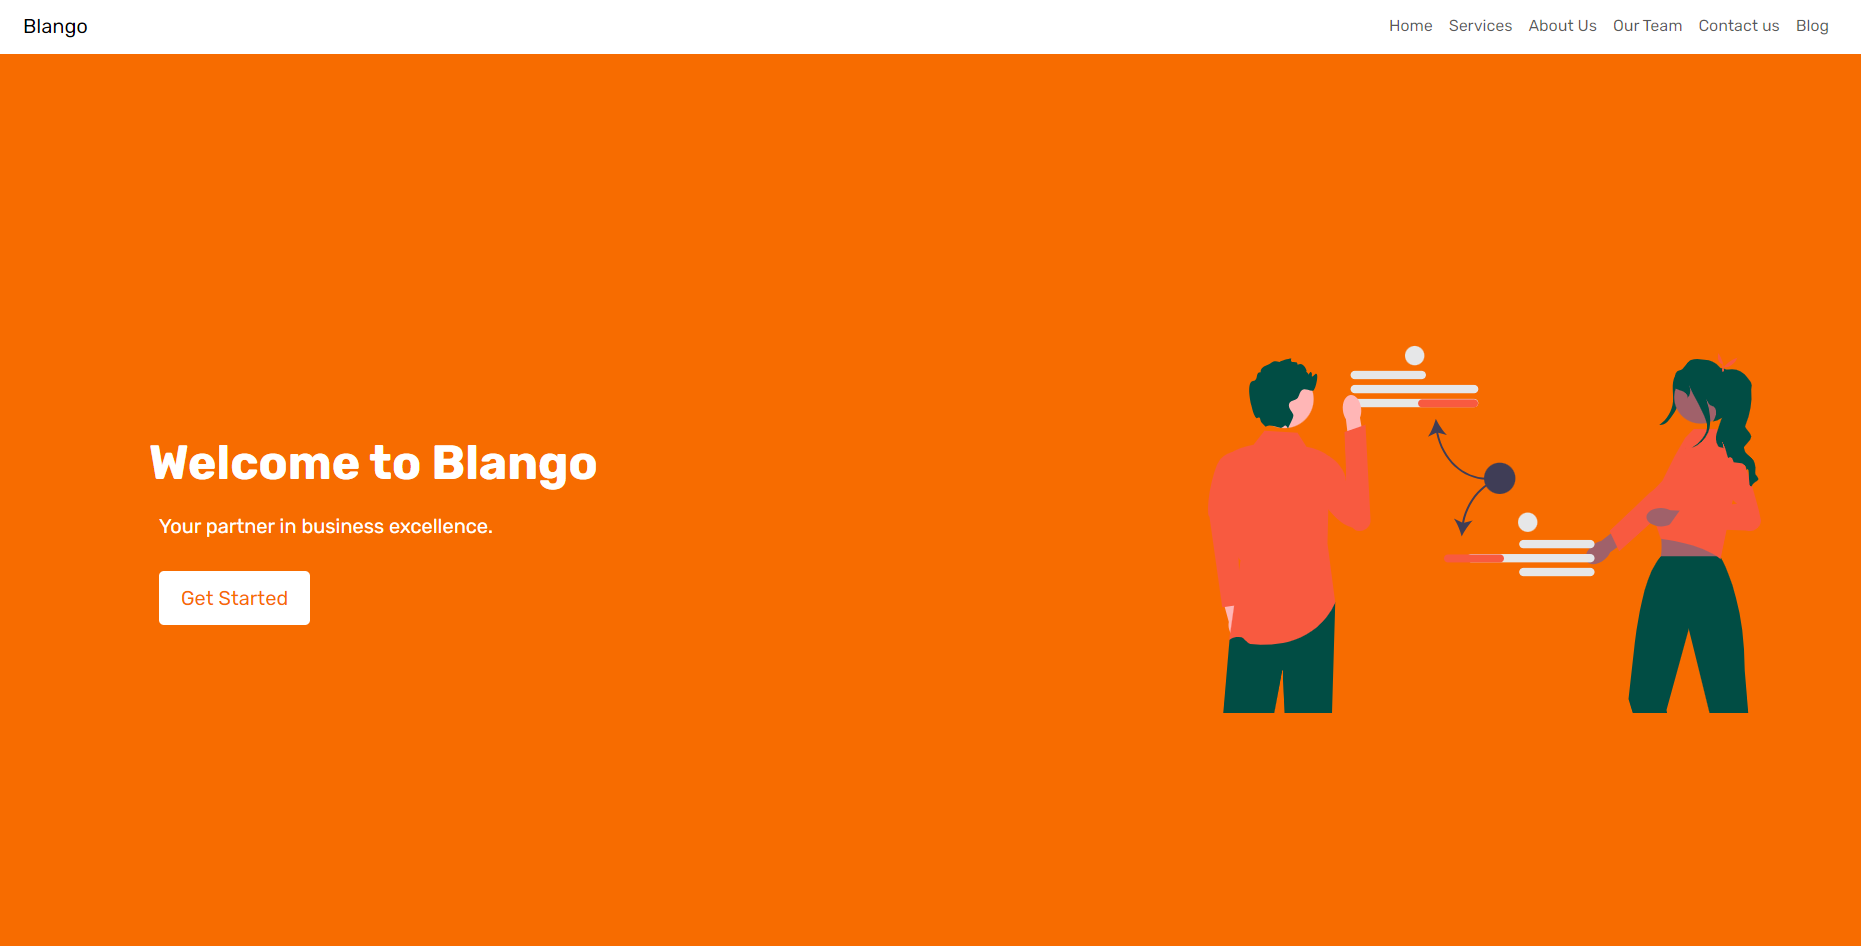 Blango
Home Services About Us Our Team Contact us Blog
Welcome to Blango
Your partner in business excellence.
Get Started